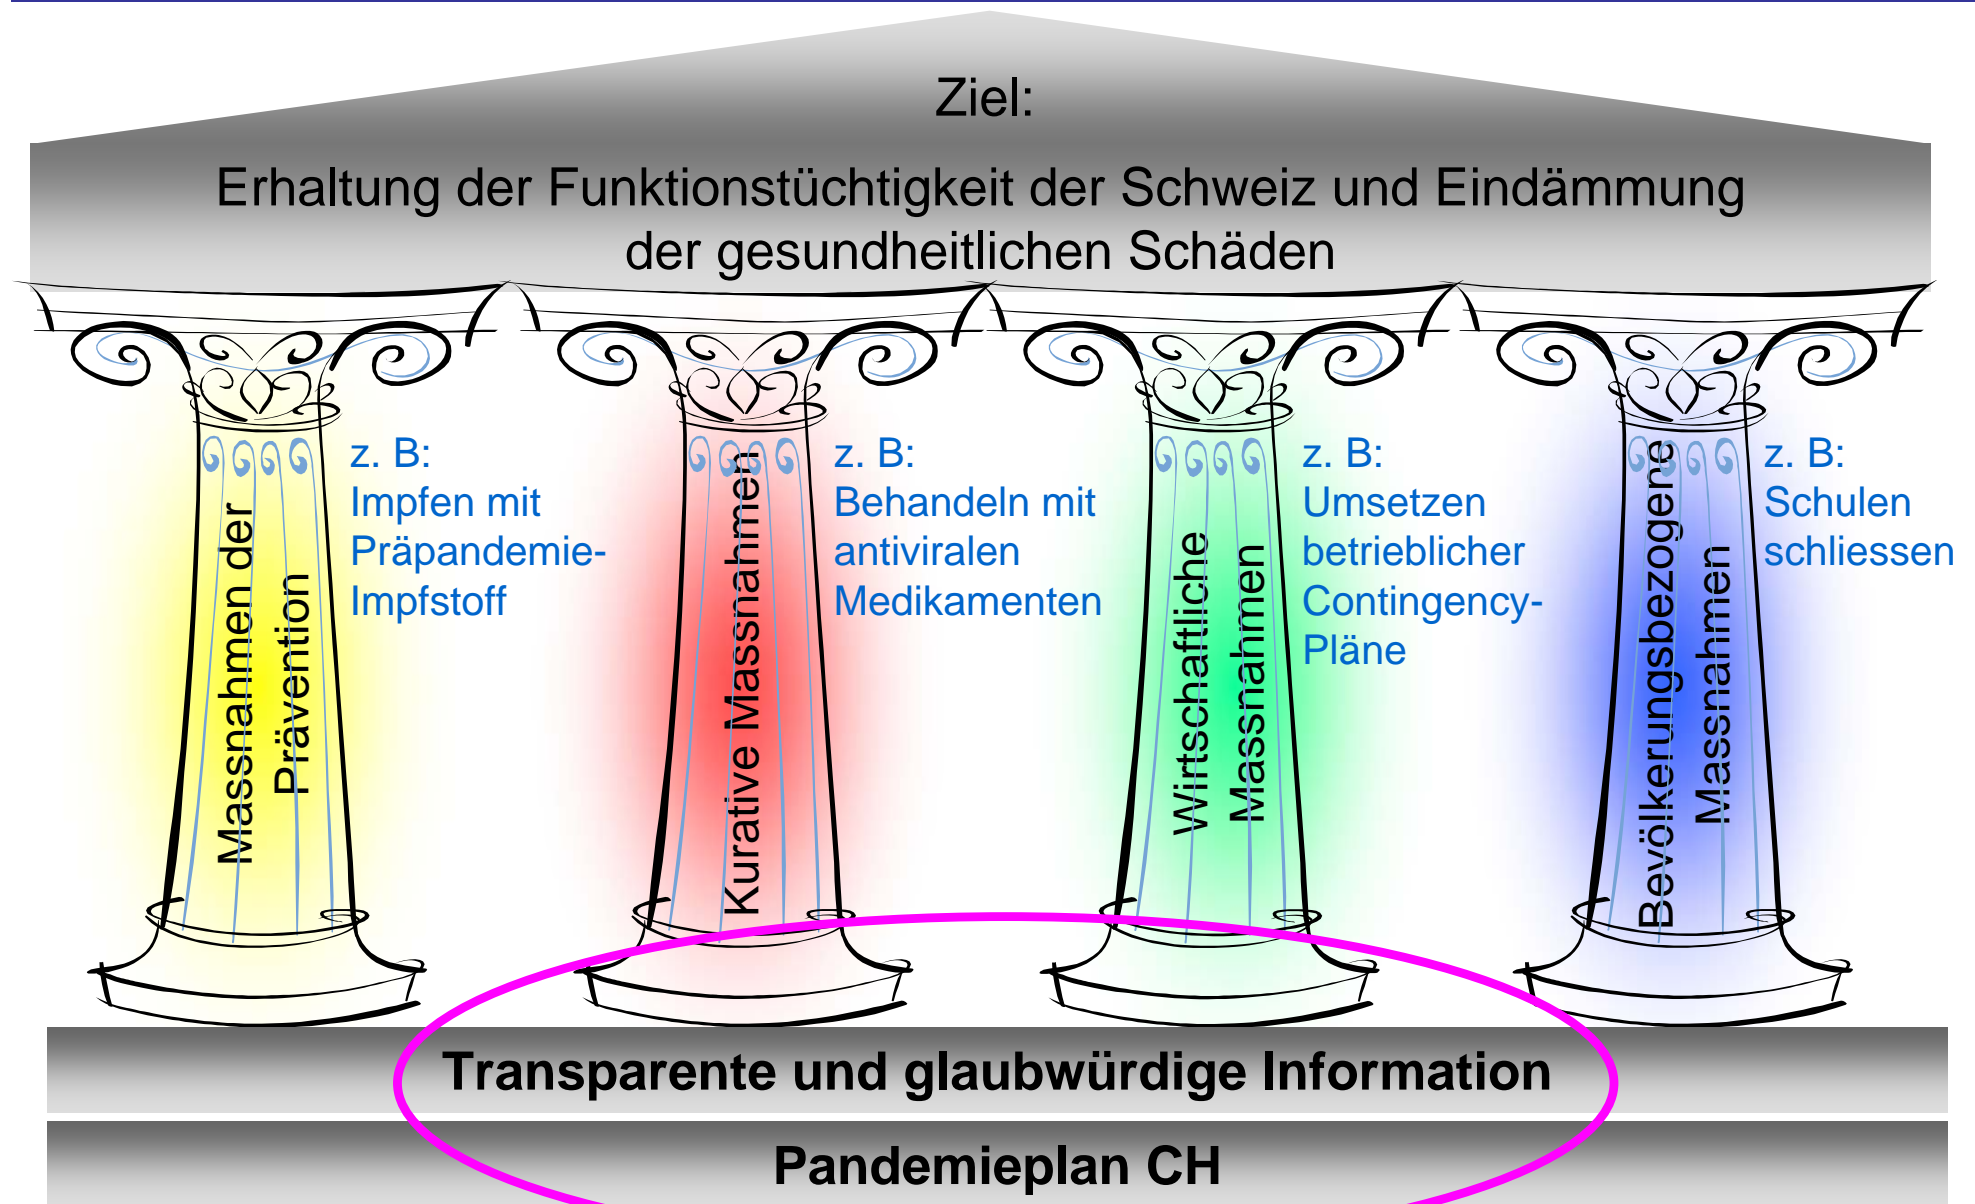 Ziel:
Erhaltung der Funktionstüchtigkeit der Schweiz und Eindämmung
der gesundheitlichen Schäden
Massnahmen der
Prävention
z. B:
Impfen mit
Präpandemie-
Impfstoff
Kurative Massnahmen
z. B:
Behandeln mit
antiviralen
Medikamenten
Wirtschaftliche
Massnahmen
z. B:
Umsetzen
betrieblicher
Contingency-
Pläne
Bevölkerungsbezogene
Massnahmen
z. B:
Schulen
schliessen
Transparente und glaubwürdige Information
Pandemieplan CH